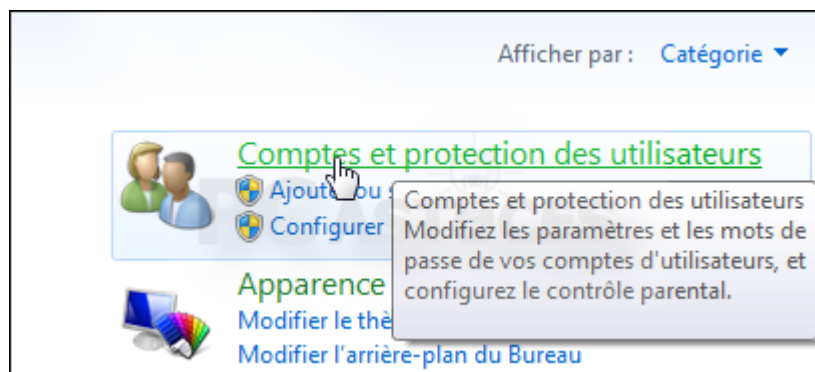 Afficher par : Catégorie
Comptes et protection des utilisateurs
Ajouter ou
Configurer
Comptes et protection des utilisateurs
Modifiez les paramètres et les mots de
passe de vos comptes d'utilisateurs, et
configurez le contrôle parental.
Apparence
Modifier le
Modifier l'arrière-plan du Bureau